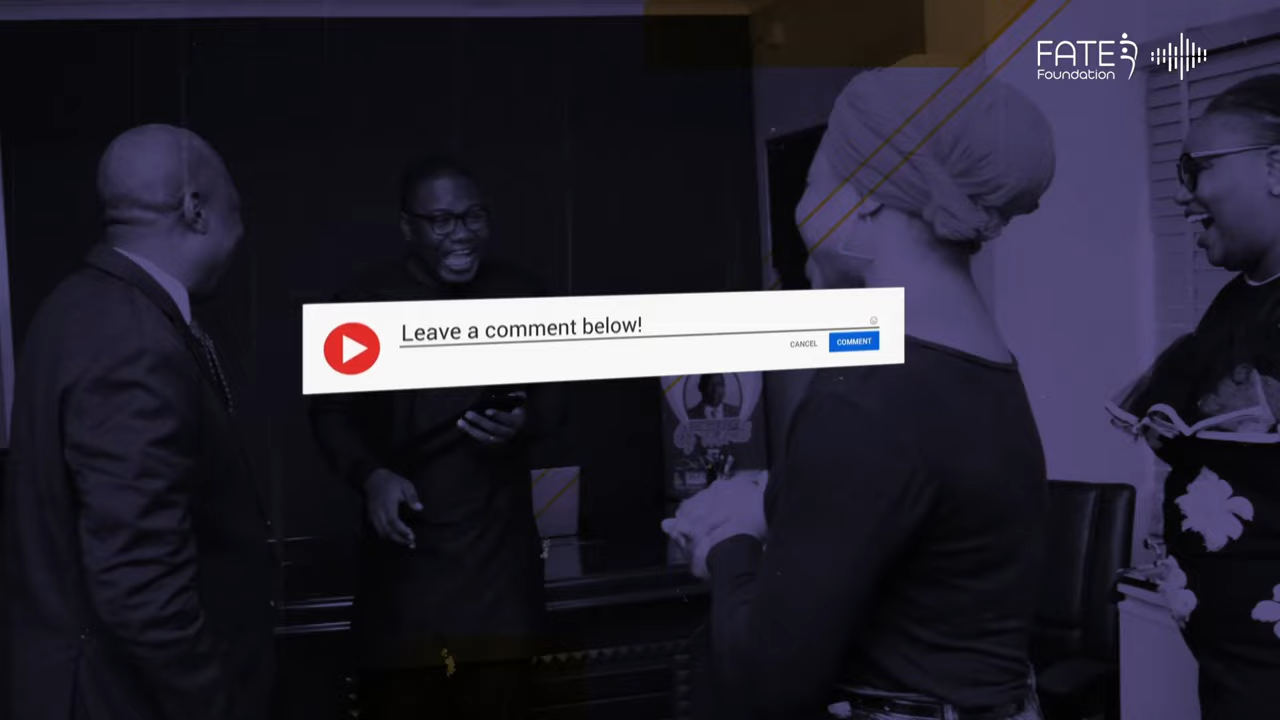 FATE
Foundation
Leave a comment below!
CANCEL
COMMENT